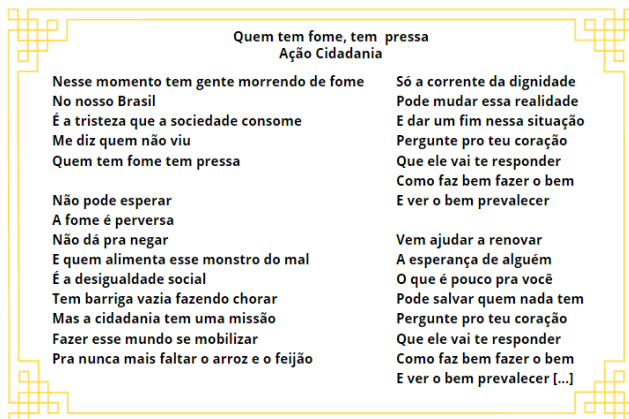 Quem tem fome, tem pressa
Ação Cidadania
Nesse momento tem gente morrendo de fome
No nosso Brasil
É a tristeza que a sociedade consome
Me diz quem não viu
Quem tem fome tem pressa
Não pode esperar
A fome é perversa
Não dá pra negar
E quem alimenta esse monstro do mal
É a desigualdade social
Tem barriga vazia fazendo chorar
Mas a cidadania tem uma missão
Fazer esse mundo se mobilizar
Pra nunca mais faltar o arroz e o feijão
Só a corrente da dignidade
Pode mudar essa realidade
E dar um fim nessa situação
Pergunte pro teu coração
Que ele vai te responder
Como faz bem fazer o bem
E ver o bem prevalecer
Vem ajudar a renovar
A esperança de alguém
O que é pouco pra você
Pode salvar quem nada tem
Pergunte pro teu coração
Que ele vai te responder
Como faz bem fazer o bem
E ver o bem prevalecer [...]